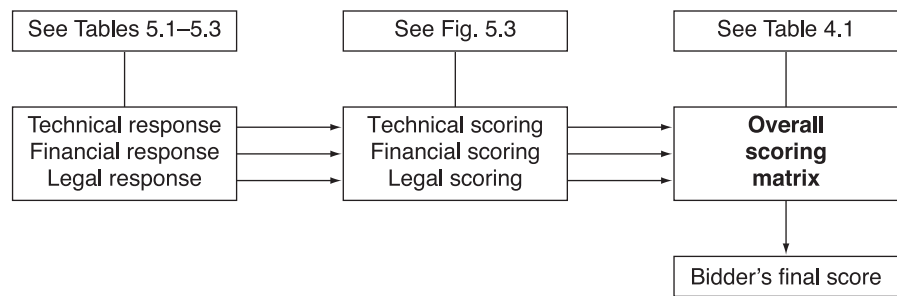 See Tables 5.1–5.3
See Fig. 5.3
See Table 4.1
Technical response
Financial response
Legal response
Technical scoring
Financial scoring
Legal scoring
Overall
scoring
matrix
Bidder’s final score